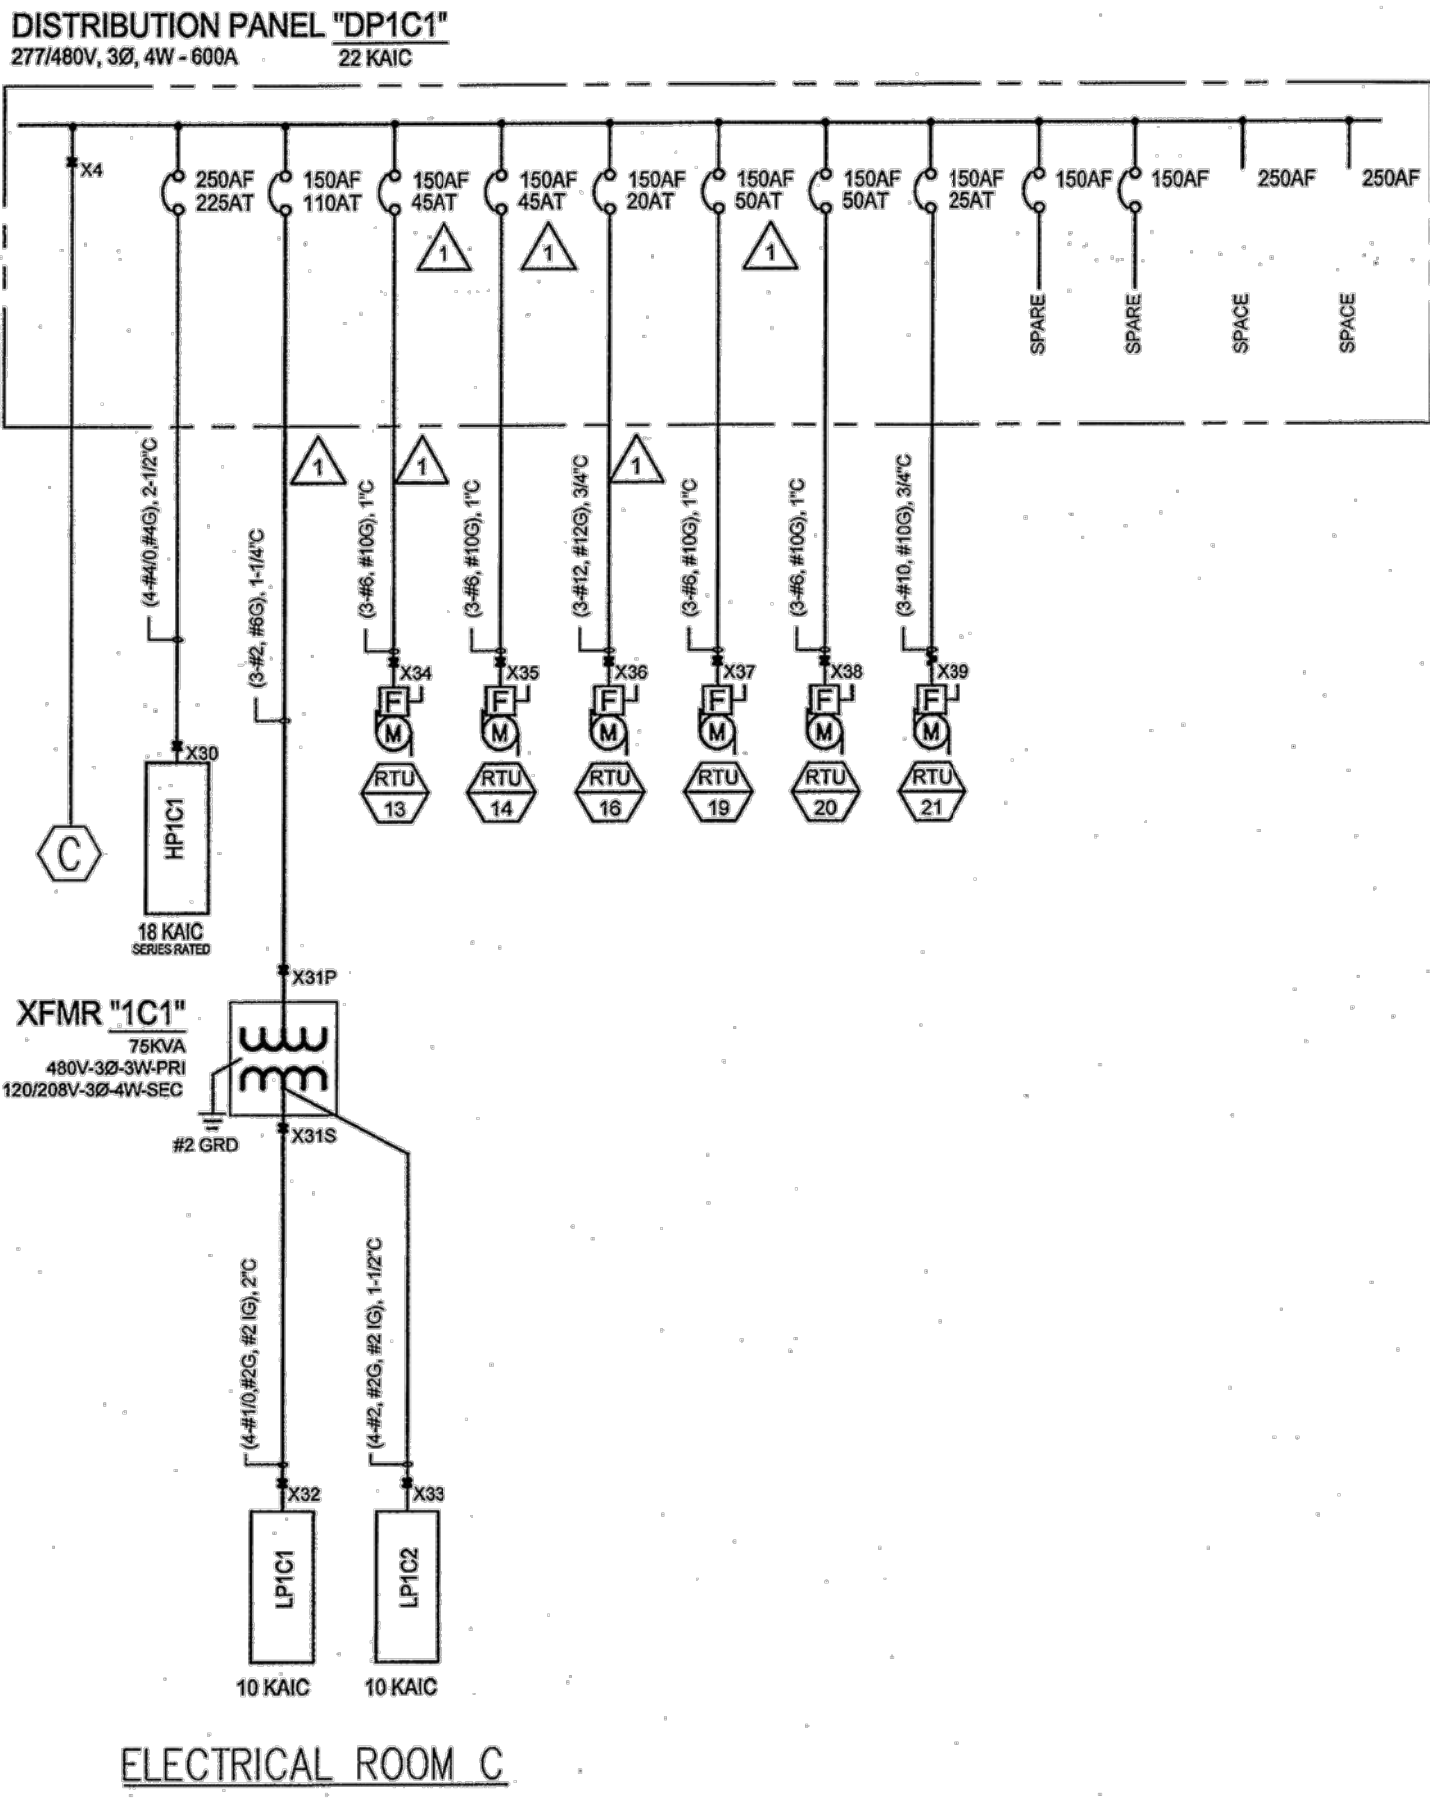 DISTRIBUTION PANEL "DP1C1"
277/480V, 3Ø, 4W - 600A
22 KAIC
X4
250AF
225AT
150AF
110AT
150AF
45AT
150AF
45AT
150AF
20AT
150AF
50AT
150AF
50AT
150AF
25AT
150AF
150AF
250AF
250AF
1
1
1
SPARE
SPARE
SPACE
SPACE
1
1
1
(4-#4/0,#4G), 2-1/2"C
(3-#2, #6G), 1-1/4"C
(3-#6, #10G), 1"C
(3-#6, #10G), 1"C
(3-#12, #12G), 3/4"C
(3-#6, #10G), 1"C
(3-#6, #10G), 1"C
(3-#10, #10G), 3/4"C
X34
X35
X36
X37
X38
X39
F
F
F
F
F
F
M
M
M
M
M
M
X30
RTU
13
RTU
14
RTU
16
RTU
19
RTU
20
RTU
21
C
HP1C1
18 KAIC
SERIES RATED
X31P
XFMR "1C1"
75KVA
480V-3Ø-3W-PRI
120/208V-3Ø-4W-SEC
#2 GRD
X31S
(4-#1/0,#2G, #2 IG), 2"C
(4-#2, #2G, #2 IG), 1-1/2"C
X32
X33
LP1C1
LP1C2
10 KAIC
10 KAIC
ELECTRICAL ROOM C